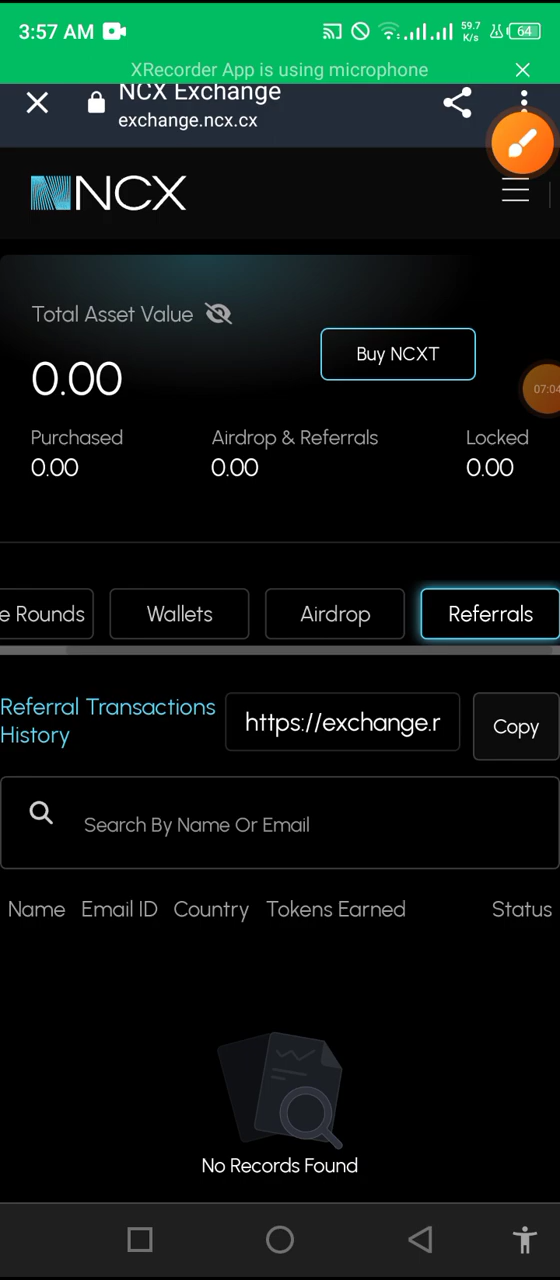 3:57 AM
59.7
K/s
64
XRecorder App is using microphone
NCX Exchange
exchange.ncx.cx
NCX
Total Asset Value
0.00
Buy NCXT
07:04
Purchased Airdrop & Referrals Locked
0.00 0.00 0.00
e Rounds Wallets Airdrop Referrals
Referral Transactions
History
https://exchange.r
Copy
Search By Name Or Email
Name Email ID Country Tokens Earned Status
No Records Found